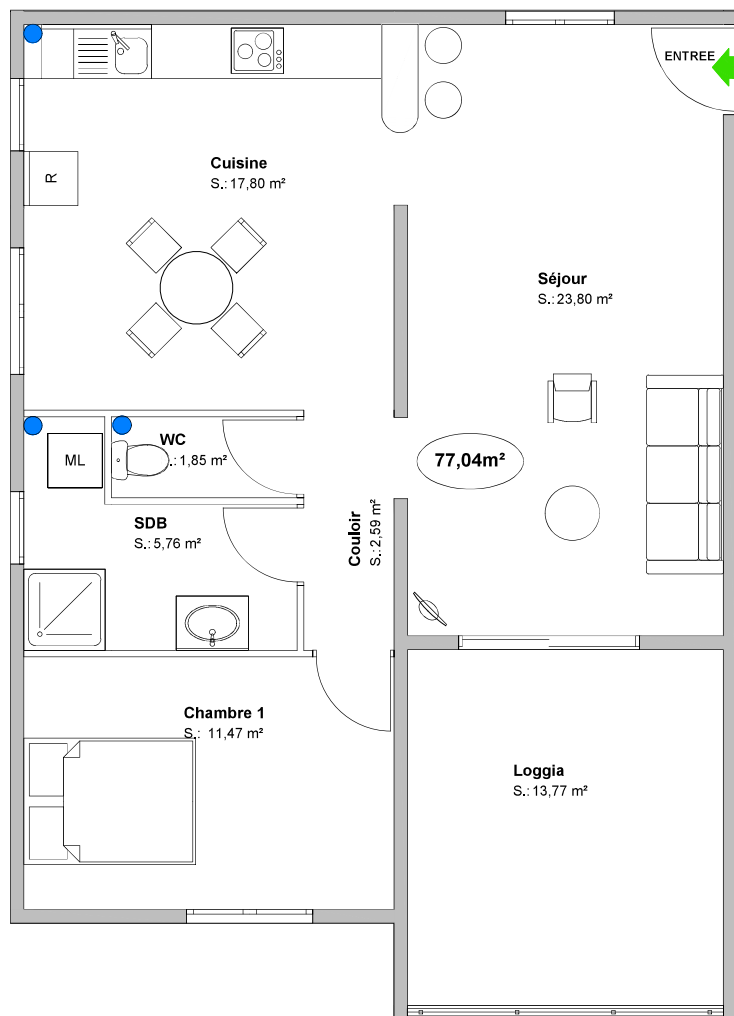 ENTREE
Cuisine
S.: 17,80 m²
R
Séjour
S.: 23,80 m²
WC
.: 1,85 m²
ML
77,04m²
SDB
S.: 5,76 m²
Couloir
S.: 2,59 m²
Chambre 1
S.: 11,47 m²
Loggia
S.: 13,77 m²